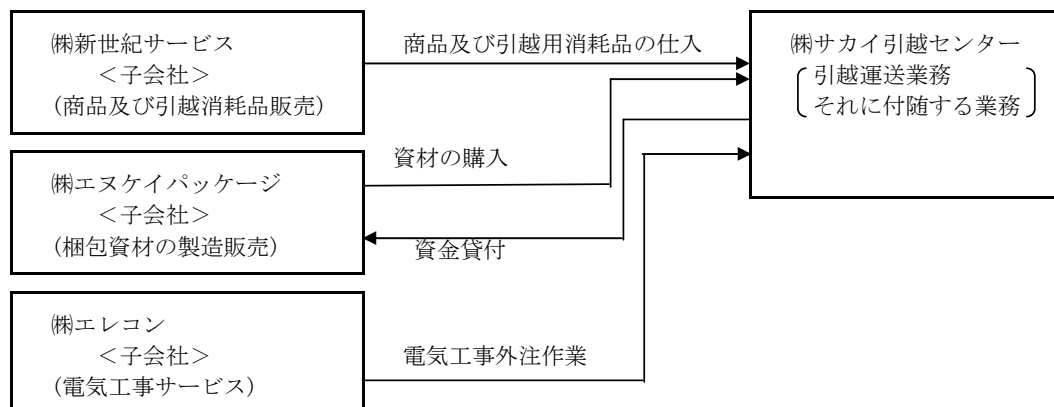 ㈱新世紀サービス
＜子会社＞
(商品及び引越消耗品販売)
商品及び引越用消耗品の仕入
㈱サカイ引越センター
引越運送業務
それに付随する業務
資材の購入
㈱エヌケイパッケージ
＜子会社＞
(梱包資材の製造販売)
資金貸付
㈱エレコン
＜子会社＞
(電気工事サービス)
電気工事外注作業